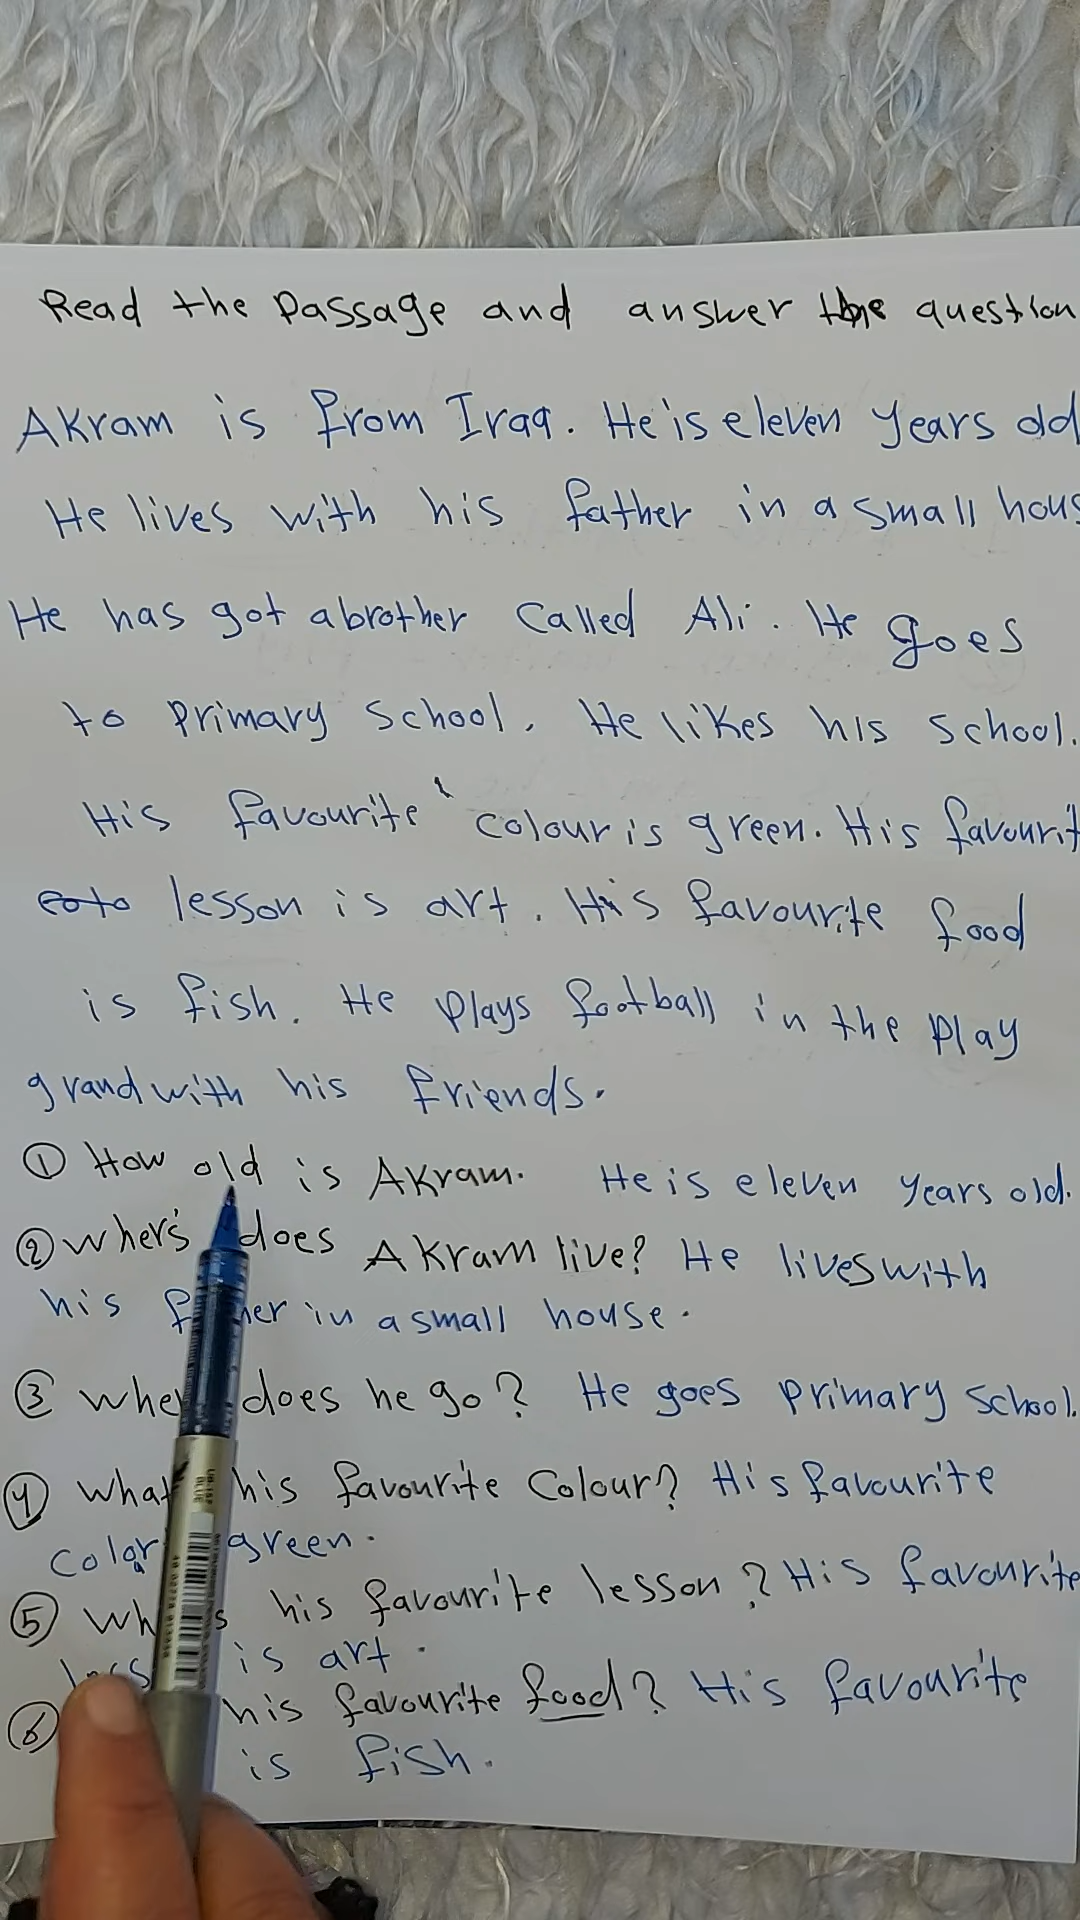 Read the Passage and answer the question
Akram is from Iraq. He is eleven years old
He lives with his father in a small hous
He has got a brother called Ali. He goes
to primary school. He likes his school.
His favourite colour is green. His favourit
lesson is art. His favourite food
is fish. He plays football in the play
grand with his friends.
① How old is Akram. He is eleven years old.
② wher's does Akram live? He lives with
his father in a small house.
③ wher does he go? He goes primary school.
④ what his favourite colour? His favourite
color green.
⑤ his favourite lesson? His favourite
is art.
⑥ his favourite food? His favourite
is fish.